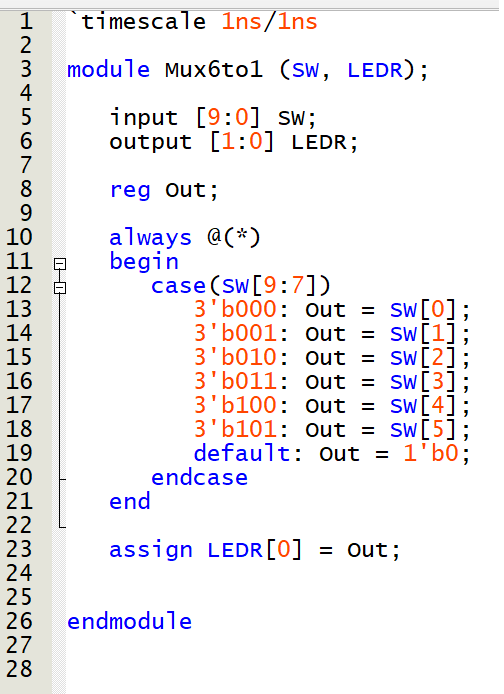 1 `timescale 1ns/1ns
2
3 module Mux6to1 (SW, LEDR);
4
5 input [9:0] SW;
6 output [1:0] LEDR;
7
8 reg Out;
9
10 always @(*)
11 begin
12 case(SW[9:7])
13 3'b000: Out = SW[0];
14 3'b001: Out = SW[1];
15 3'b010: Out = SW[2];
16 3'b011: Out = SW[3];
17 3'b100: Out = SW[4];
18 3'b101: Out = SW[5];
19 default: Out = 1'b0;
20 endcase
21 end
22
23 assign LEDR[0] = Out;
24
25
26 endmodule
27
28